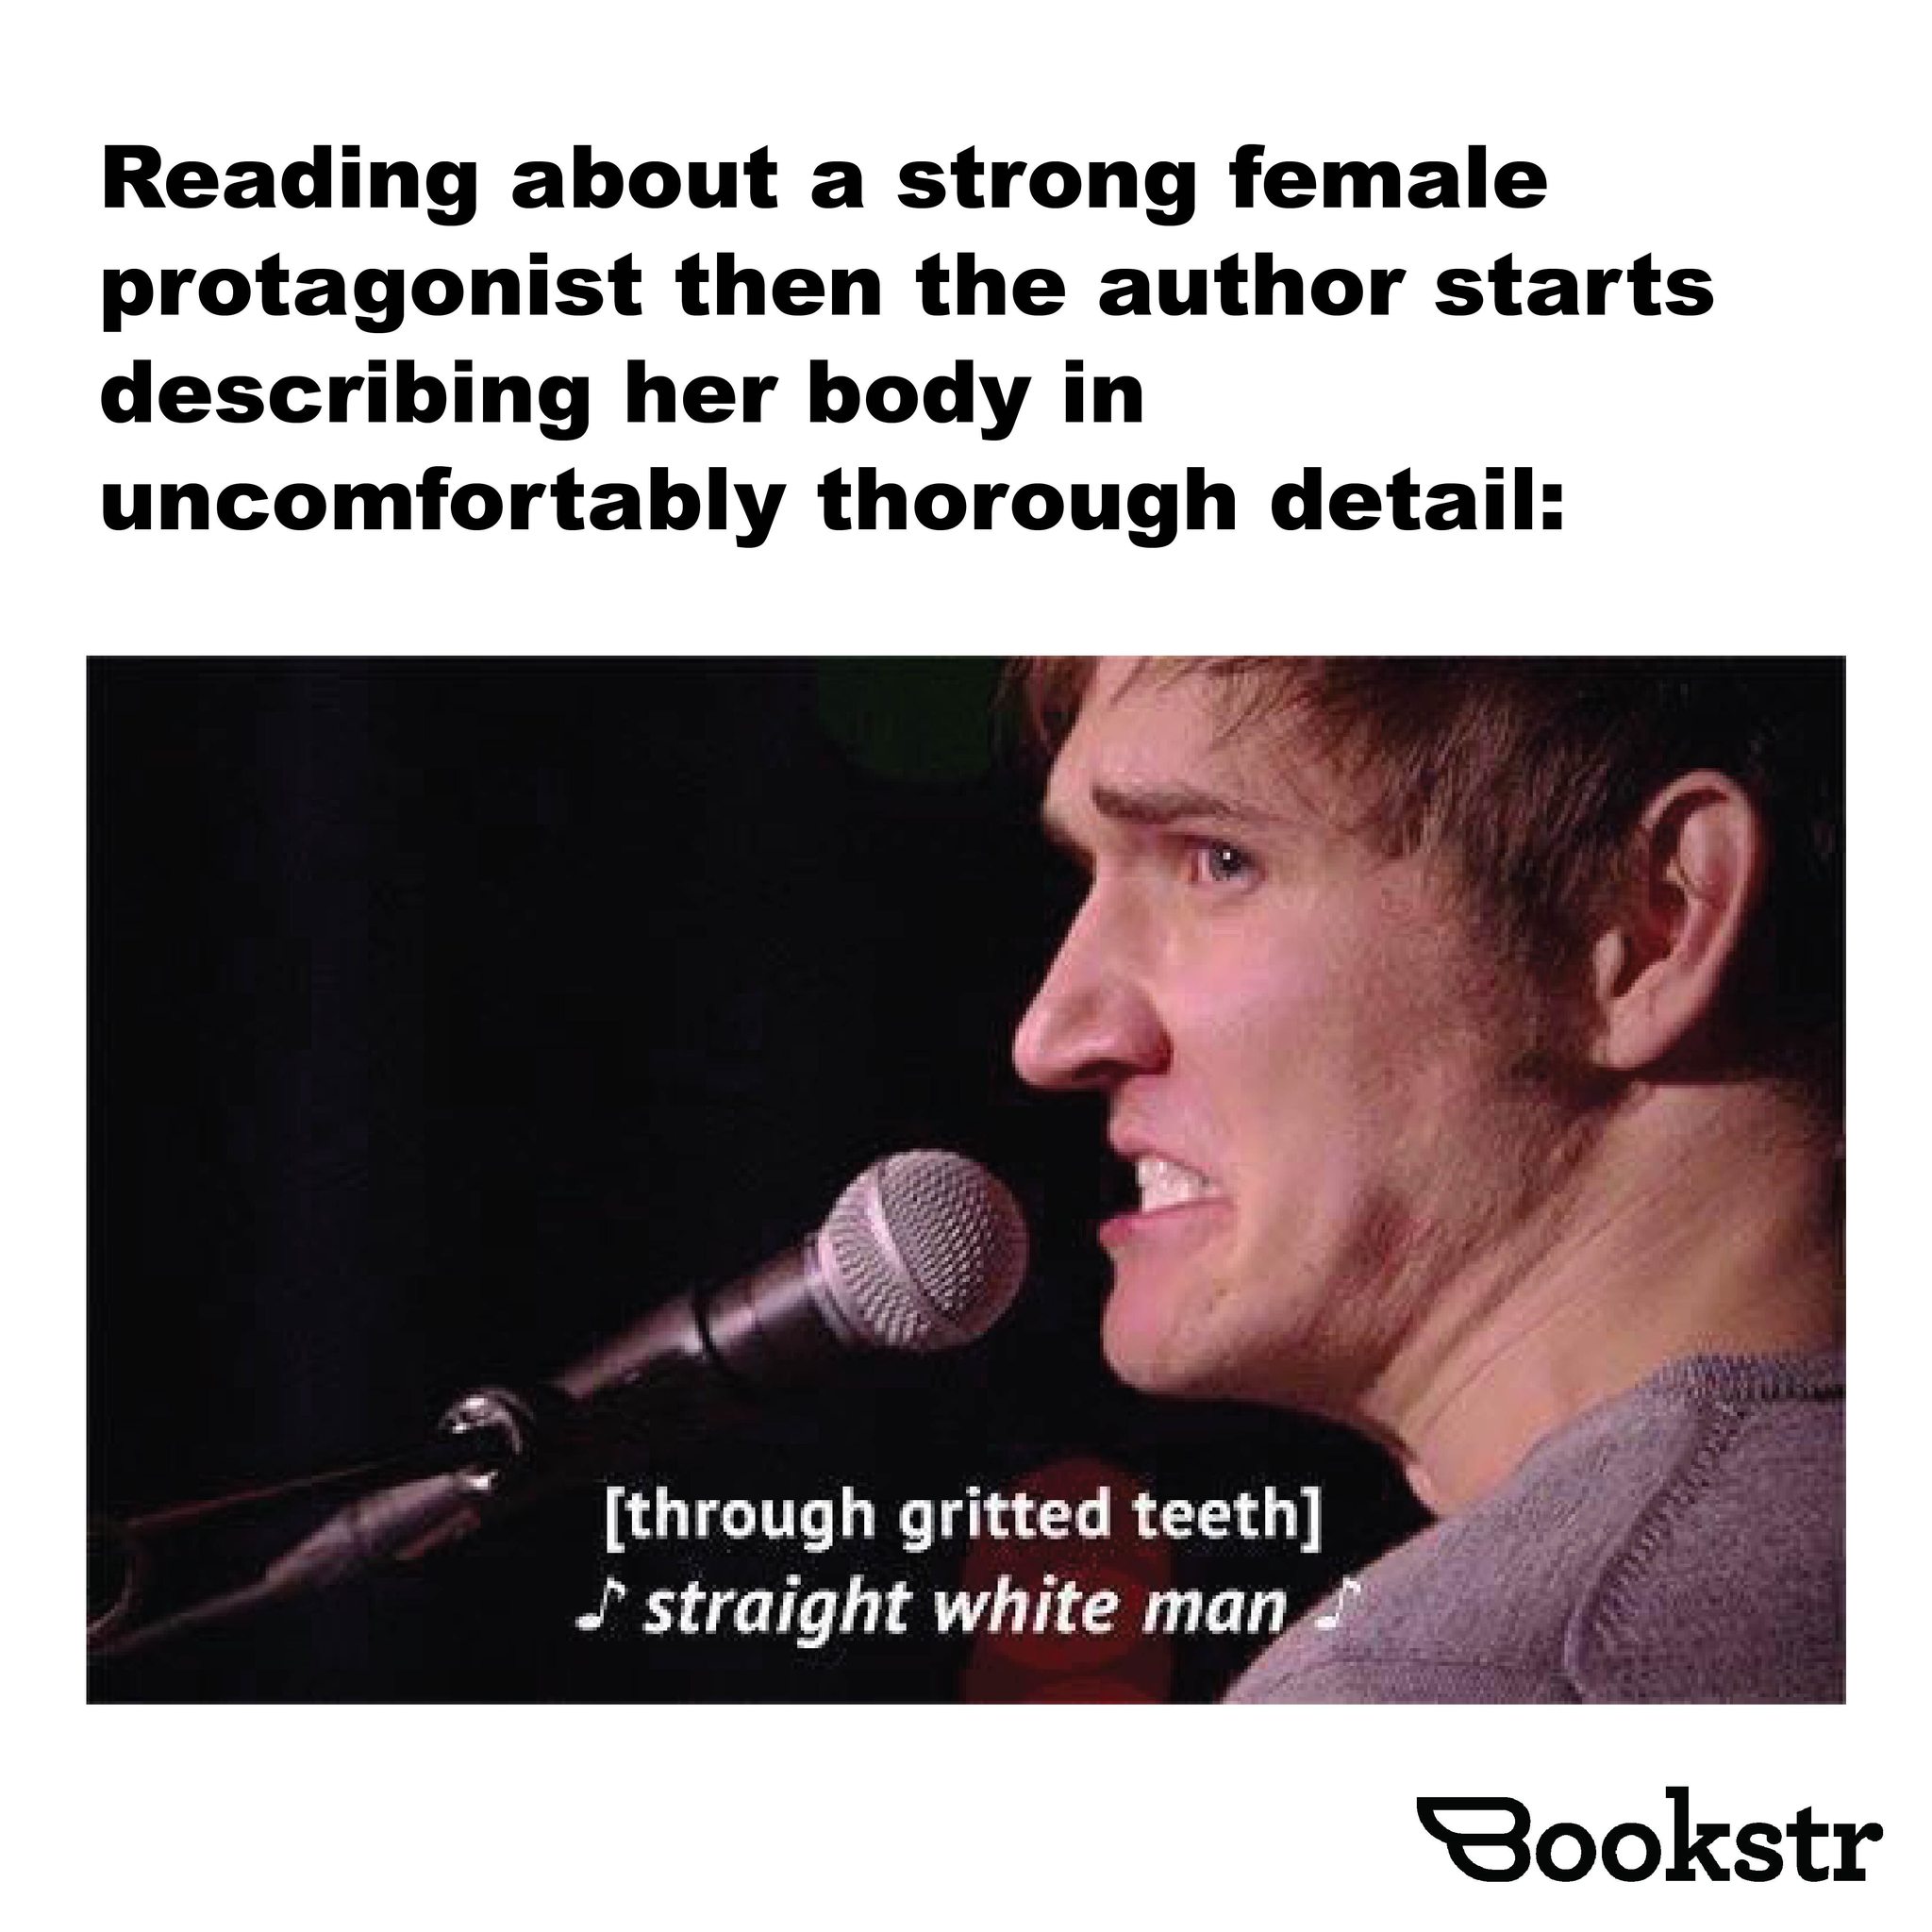 Reading about a strong female
protagonist then the author starts
describing her body in
uncomfortably thorough detail:
[through gritted teeth]
♪ straight white man ♪
Bookstr